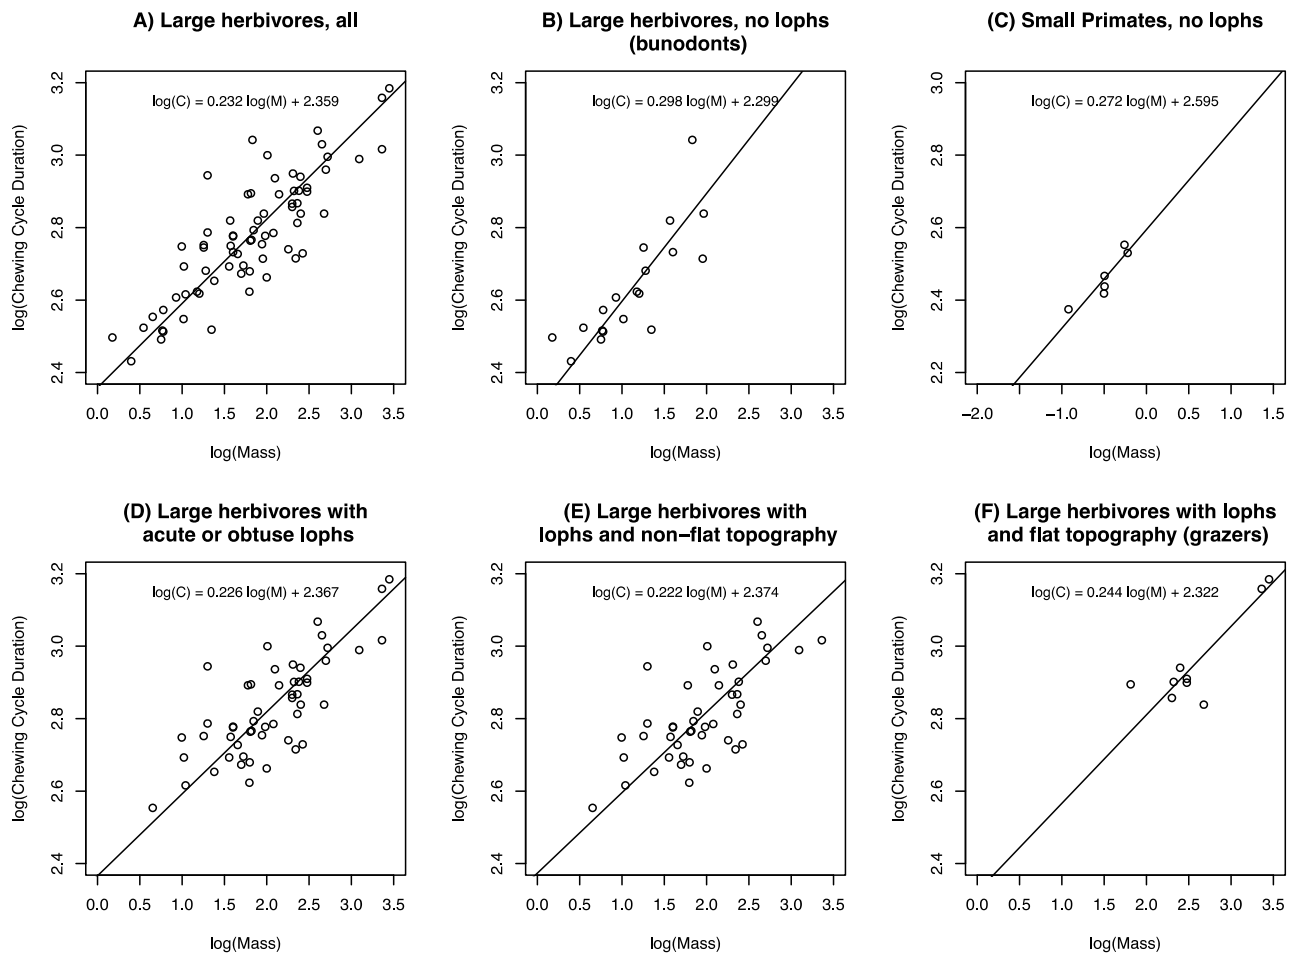 A) Large herbivores, all
log(C) = 0.232 log(M) + 2.359
log(Chewing Cycle Duration)
2.4 2.6 2.8 3.0 3.2
0.0 0.5 1.0 1.5 2.0 2.5 3.0 3.5
log(Mass)
B) Large herbivores, no lophs
(bunodonts)
log(C) = 0.298 log(M) + 2.299
log(Chewing Cycle Duration)
2.4 2.6 2.8 3.0 3.2
0.0 0.5 1.0 1.5 2.0 2.5 3.0 3.5
log(Mass)
(C) Small Primates, no lophs
log(C) = 0.272 log(M) + 2.595
log(Chewing Cycle Duration)
2.2 2.4 2.6 2.8 3.0
−2.0 −1.0 0.0 0.5 1.0 1.5
log(Mass)
(D) Large herbivores with
acute or obtuse lophs
log(C) = 0.226 log(M) + 2.367
log(Chewing Cycle Duration)
2.4 2.6 2.8 3.0 3.2
0.0 0.5 1.0 1.5 2.0 2.5 3.0 3.5
log(Mass)
(E) Large herbivores with
lophs and non−flat topography
log(C) = 0.222 log(M) + 2.374
log(Chewing Cycle Duration)
2.4 2.6 2.8 3.0 3.2
0.0 0.5 1.0 1.5 2.0 2.5 3.0 3.5
log(Mass)
(F) Large herbivores with lophs
and flat topography (grazers)
log(C) = 0.244 log(M) + 2.322
log(Chewing Cycle Duration)
2.4 2.6 2.8 3.0 3.2
0.0 0.5 1.0 1.5 2.0 2.5 3.0 3.5
log(Mass)